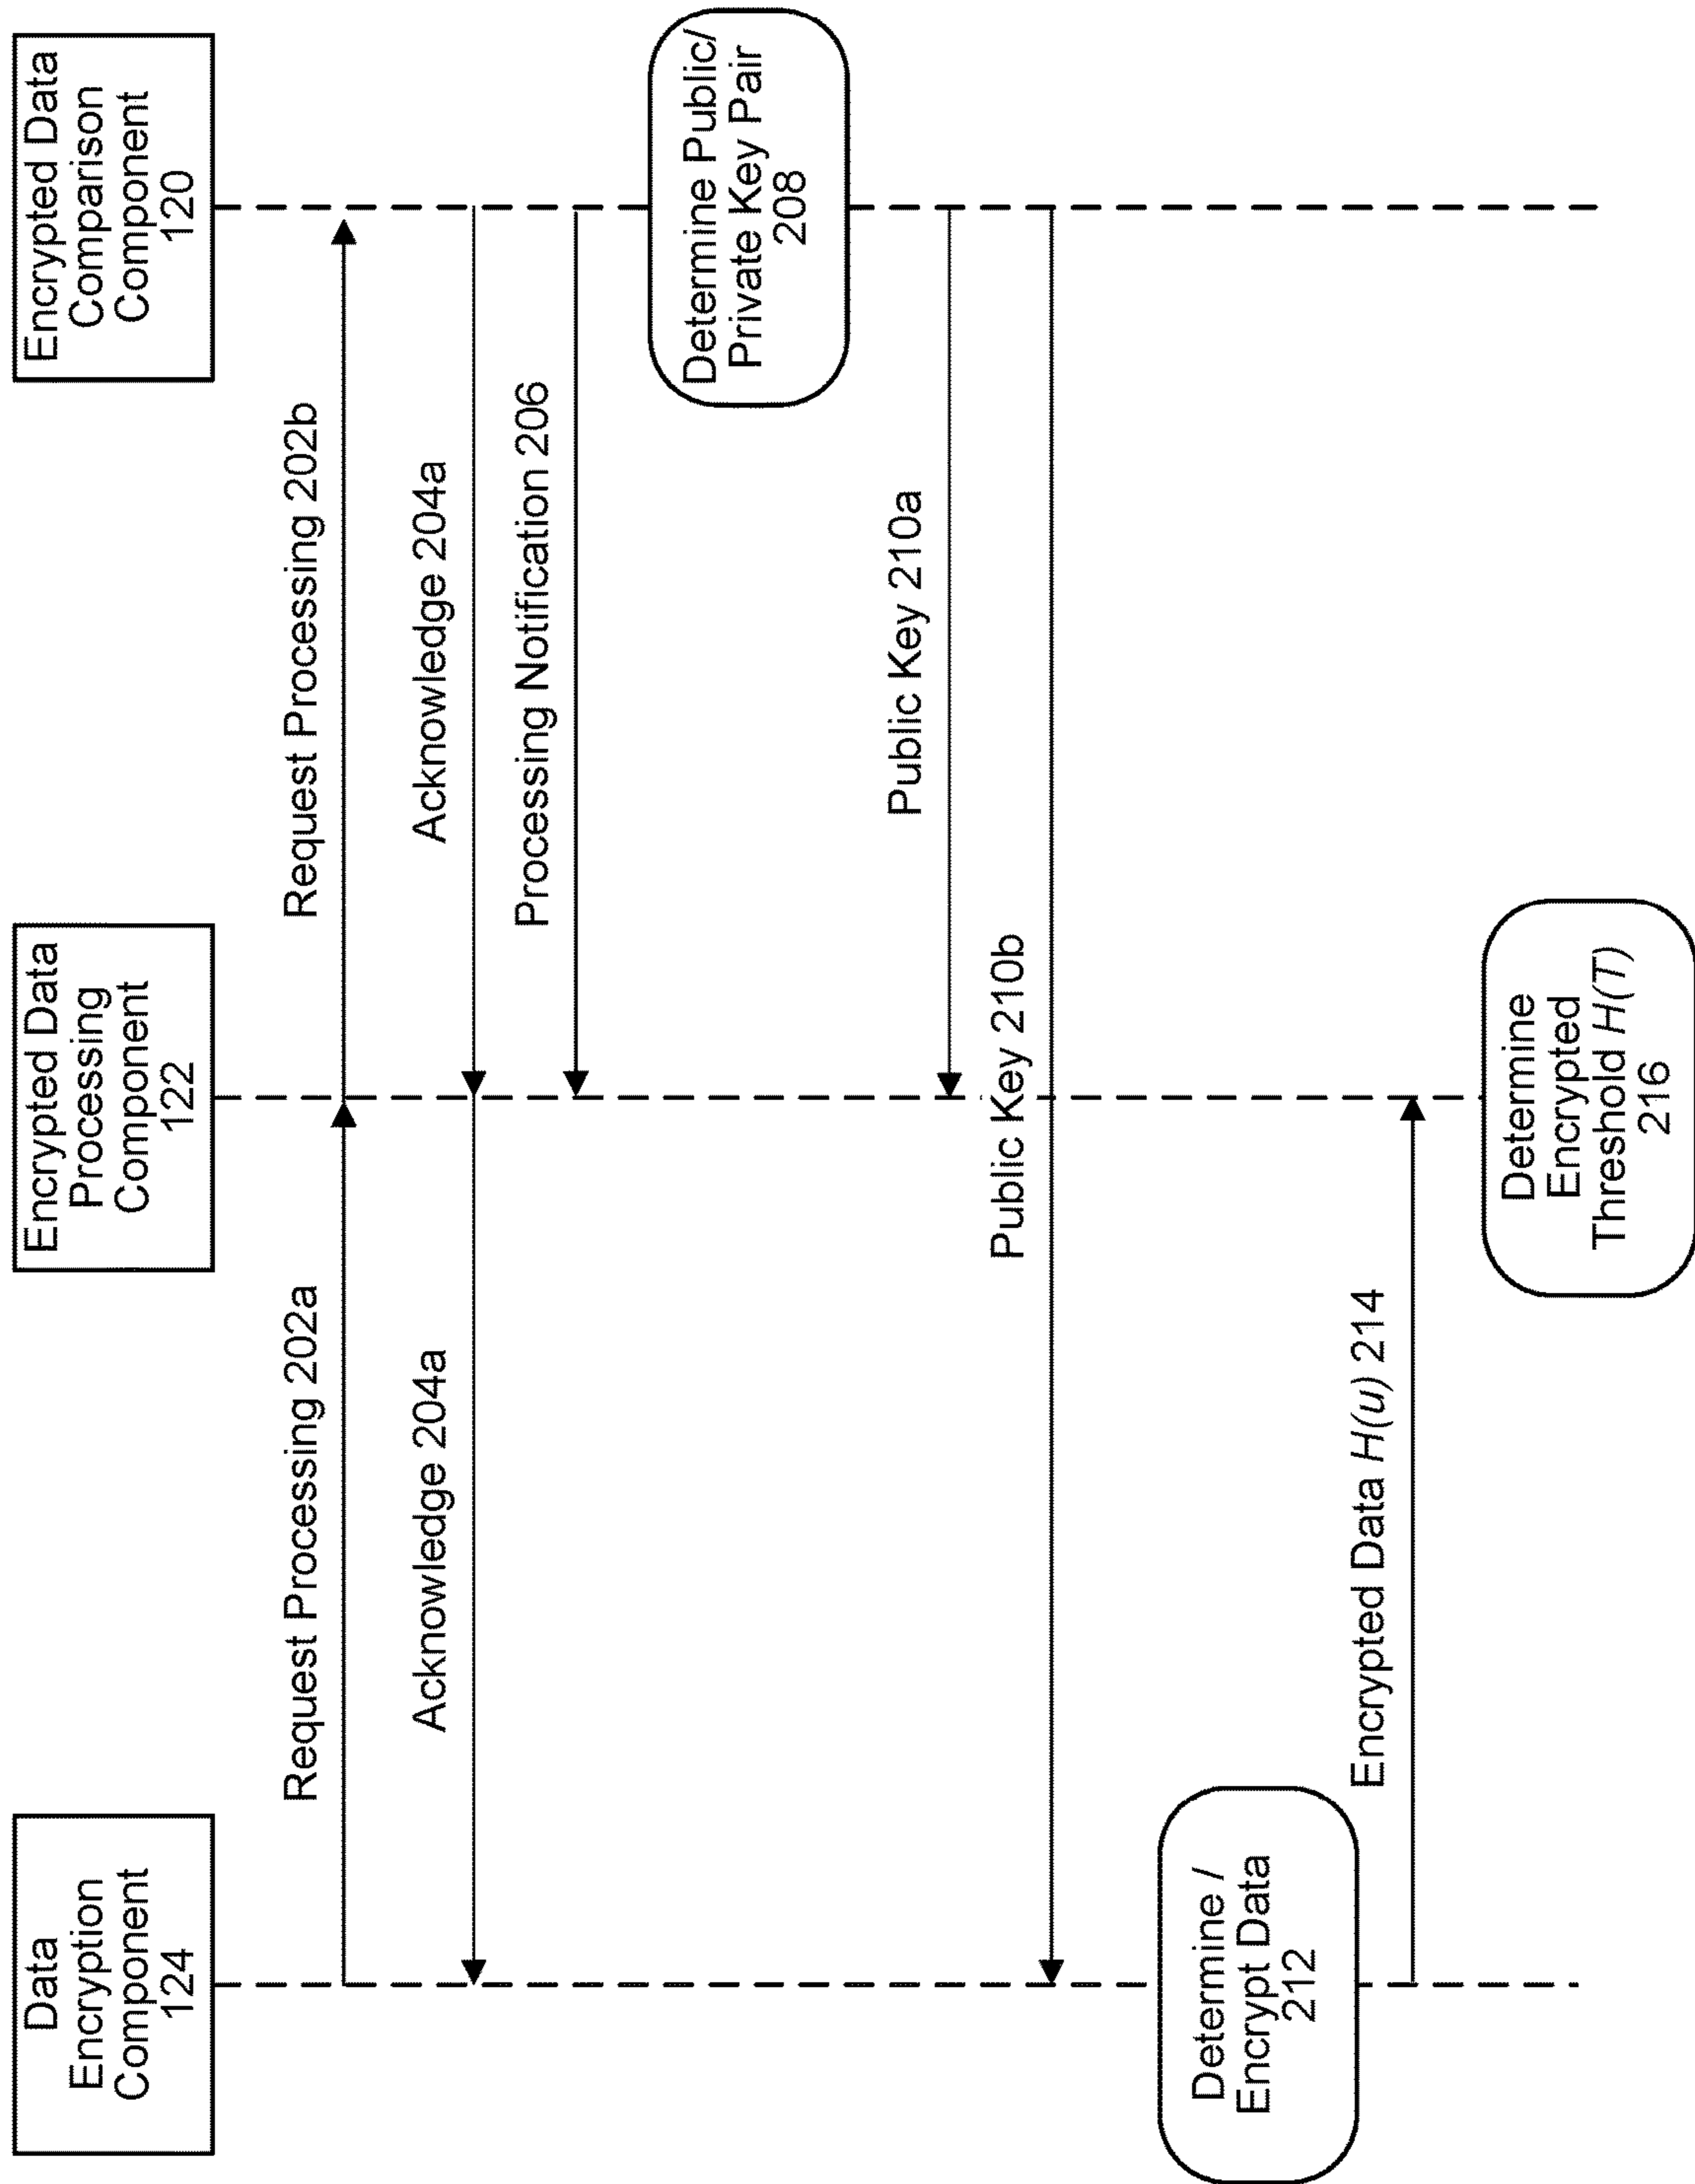 Data
Encryption
Component
124
Encrypted Data
Processing
Component
122
Encrypted Data
Comparison
Component
120
Request Processing 202a
Request Processing 202b
Acknowledge 204a
Acknowledge 204a
Processing Notification 206
Determine Public/
Private Key Pair
208
Public Key 210a
Public Key 210b
Determine /
Encrypt Data
212
Encrypted Data H(u) 214
Determine
Encrypted
Threshold H(T)
216